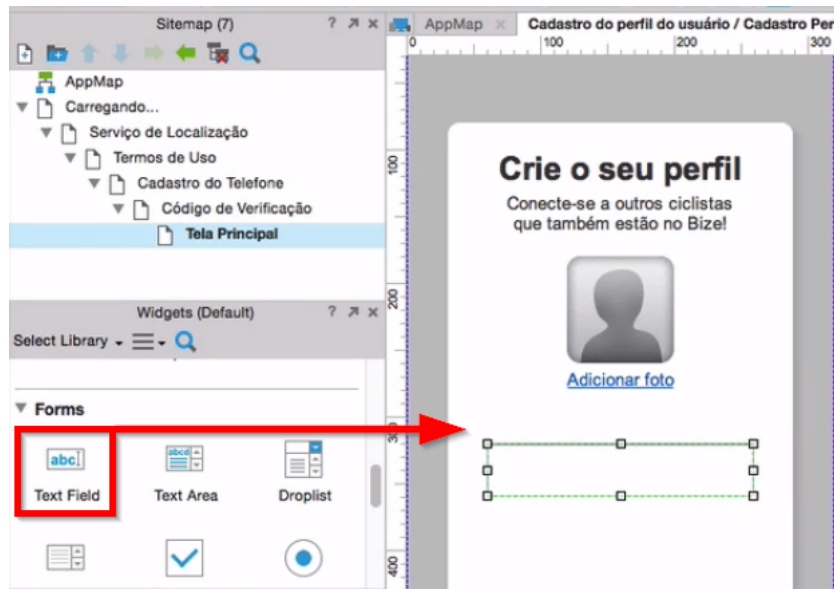 Sitemap (7)
AppMap
Carregando...
Serviço de Localização
Termos de Uso
Cadastro do Telefone
Código de Verificação
Tela Principal
Widgets (Default)
Select Library
Forms
abc
Text Field
abcd
Text Area
Droplist
AppMap
Cadastro do perfil do usuário / Cadastro Per
0 100 200 300
100
200
300
400
Crie o seu perfil
Conecte-se a outros ciclistas
que também estão no Bize!
Adicionar foto